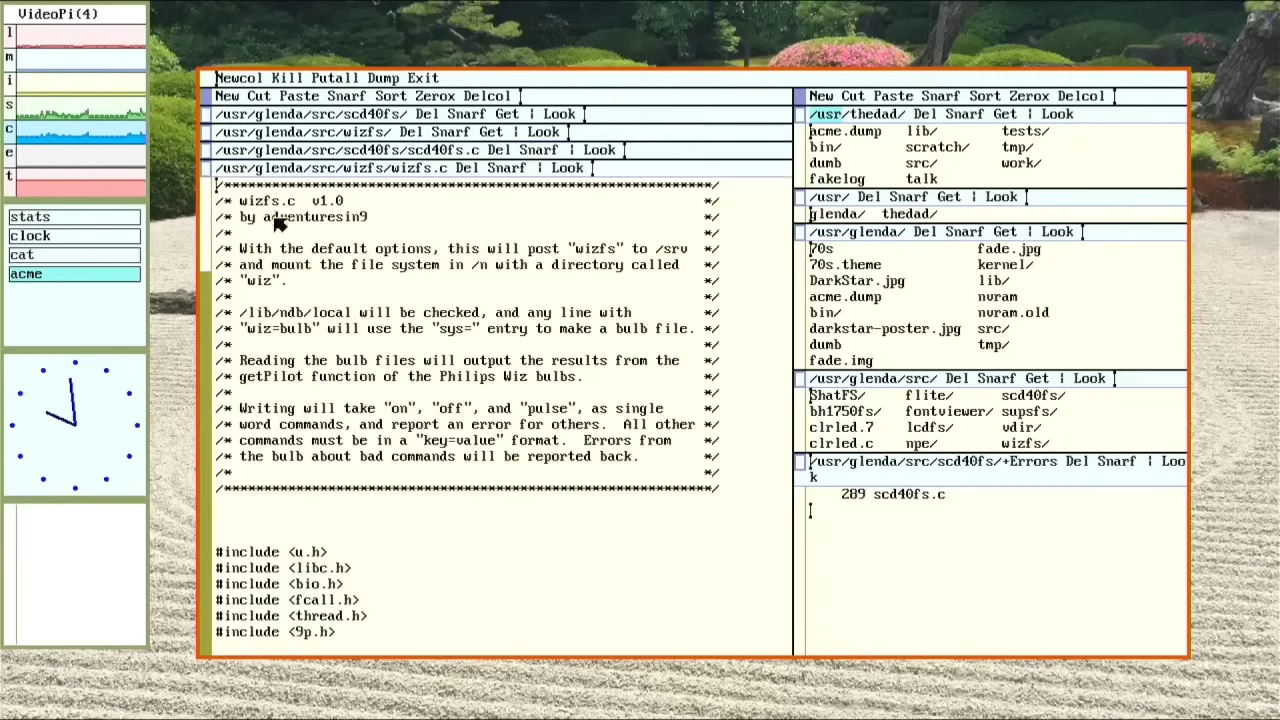 VideoPi(4)
l
m
i
s
c
e
t
stats
clock
cat
acme
Newcol Kill Putall Dump Exit
New Cut Paste Snarf Sort Zerox Delcol
/usr/glenda/src/scd40fs/ Del Snarf Get | Look
/usr/glenda/src/wizfs/ Del Snarf Get | Look
/usr/glenda/src/scd40fs/scd40fs.c Del Snarf | Look
/usr/glenda/src/wizfs/wizfs.c Del Snarf | Look
/**************************************************************/
/* wizfs.c  v1.0
/* by adventuresin9
/*                                                           */
/* With the default options, this will post "wizfs" to /srv  */
/* and mount the file system in /n with a directory called   */
/* "wiz".                                                    */
/*                                                           */
/* /lib/ndb/local will be checked, and any line with         */
/* "wiz=bulb" will use the "sys=" entry to make a bulb file. */
/*                                                           */
/* Reading the bulb files will output the results from the   */
/* getPilot function of the Philips Wiz bulbs.               */
/*                                                           */
/* Writing will take "on", "off", and "pulse", as single     */
/* word commands, and report an error for others.  All other */
/* commands must be in a "key=value" format.  Errors from    */
/* the bulb about bad commands will be reported back.        */
/*                                                           */
/**************************************************************/
#include <u.h>
#include <libc.h>
#include <bio.h>
#include <fcall.h>
#include <thread.h>
#include <9p.h>
New Cut Paste Snarf Sort Zerox Delcol
/usr/thedad/ Del Snarf Get | Look
acme.dump  lib/  tests/
bin/  scratch/  tmp/
dumb  src/  work/
fakelog  talk
/usr/ Del Snarf Get | Look
glenda/  thedad/
/usr/glenda/ Del Snarf Get | Look
70s  fade.jpg
70s.theme  kernel/
DarkStar.jpg  lib/
acme.dump  nvram
bin/  nvram.old
darkstar-poster.jpg  src/
dumb  tmp/
fade.img
/usr/glenda/src/ Del Snarf Get | Look
ShatFS/  flite/  scd40fs/
bh1750fs/  fontviewer/  supsfs/
clrled.7  lcdfs/  vdir/
clrled.c  npe/  wizfs/
/usr/glenda/src/scd40fs/+Errors Del Snarf | Loo
k
289 scd40fs.c